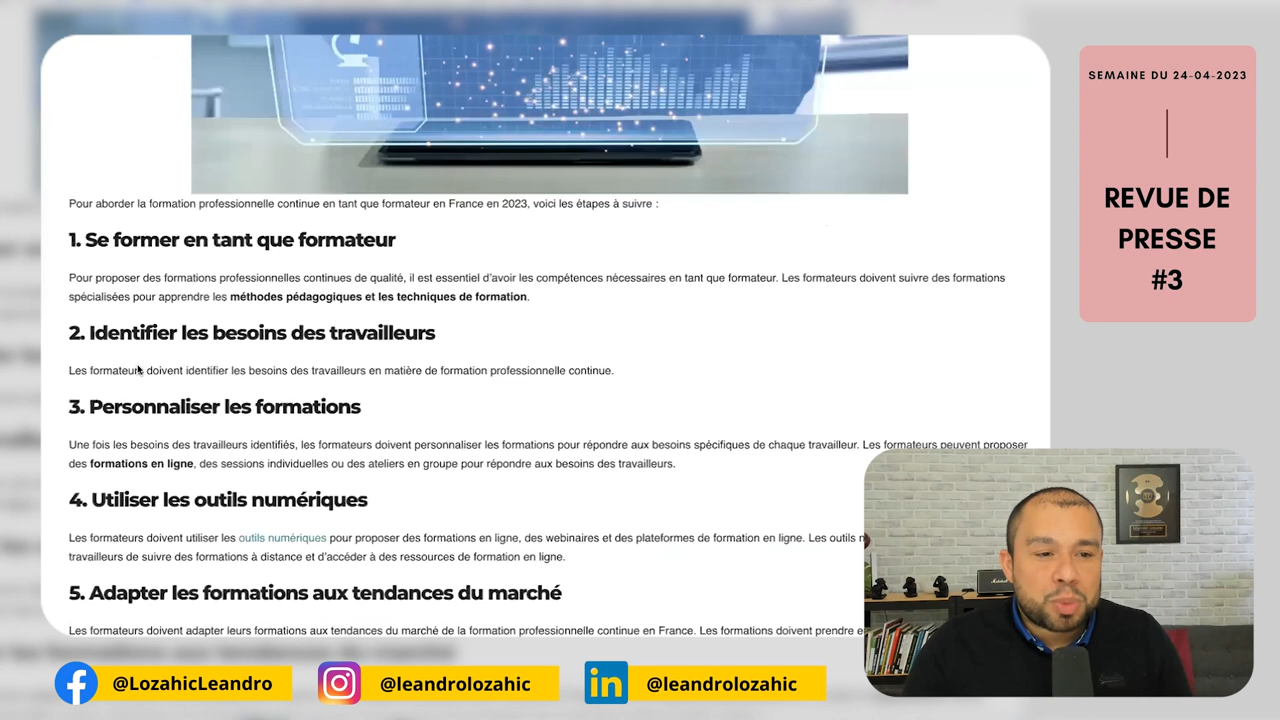 Pour aborder la formation professionnelle continue en tant que formateur en France en 2023, voici les étapes à suivre :
1. Se former en tant que formateur
Pour proposer des formations professionnelles continues de qualité, il est essentiel d'avoir les compétences nécessaires en tant que formateur. Les formateurs doivent suivre des formations
spécialisées pour apprendre les méthodes pédagogiques et les techniques de formation.
2. Identifier les besoins des travailleurs
Les formateurs doivent identifier les besoins des travailleurs en matière de formation professionnelle continue.
3. Personnaliser les formations
Une fois les besoins des travailleurs identifiés, les formateurs doivent personnaliser les formations pour répondre aux besoins spécifiques de chaque travailleur. Les formateurs peuvent proposer
des formations en ligne, des sessions individuelles ou des ateliers en groupe pour répondre aux besoins des travailleurs.
4. Utiliser les outils numériques
Les formateurs doivent utiliser les outils numériques pour proposer des formations en ligne, des webinaires et des plateformes de formation en ligne. Les outils
travailleurs de suivre des formations à distance et d'accéder à des ressources de formation en ligne.
5. Adapter les formations aux tendances du marché
Les formateurs doivent adapter leurs formations aux tendances du marché de la formation professionnelle continue en France. Les formations doivent prendre
SEMAINE DU 24-04-2023
REVUE DE
PRESSE
#3
@LozahicLeandro
@leandrolozahic
in @leandrolozahic